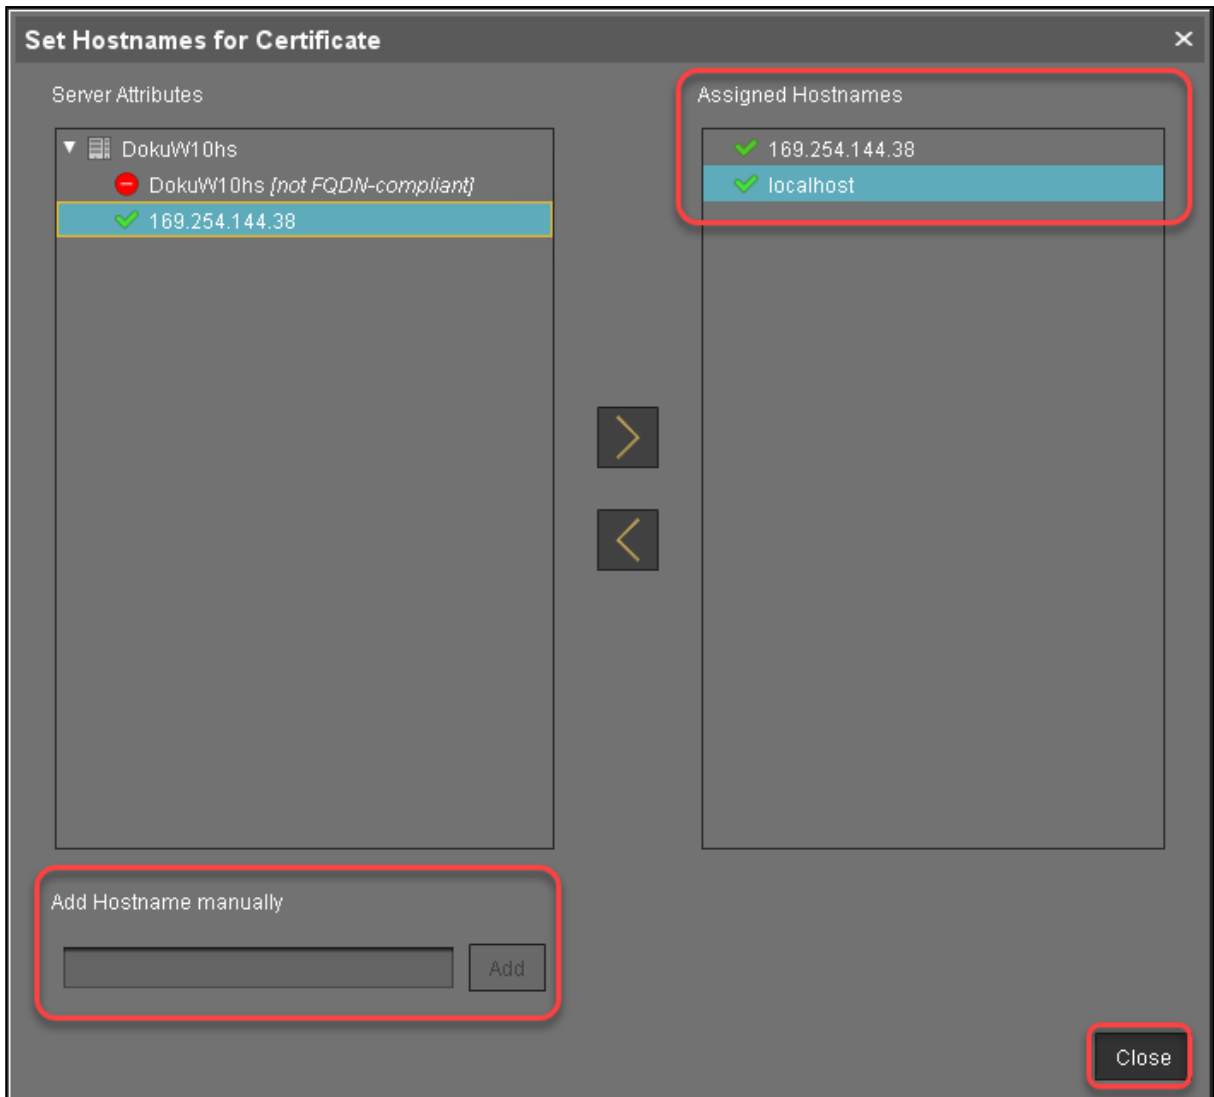 Set Hostnames for Certificate
Server Attributes
DokuW10hs
DokuW10hs [not FQDN-compliant]
169.254.144.38
Assigned Hostnames
169.254.144.38
localhost
Add Hostname manually
Add
Close